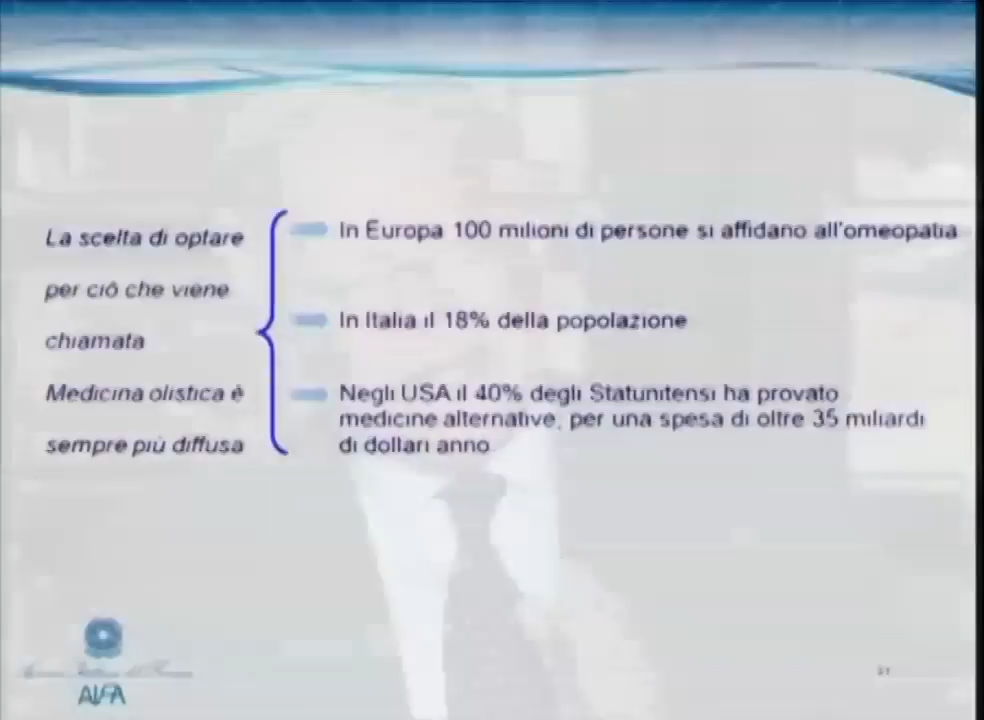 La scelta di optare
per ciò che viene
chiamata
Medicina olistica è
sempre più diffusa
In Europa 100 milioni di persone si affidano all'omeopatia
In Italia il 18% della popolazione
Negli USA il 40% degli Statunitensi ha provato
medicine alternative, per una spesa di oltre 35 miliardi
di dollari anno
AIFA